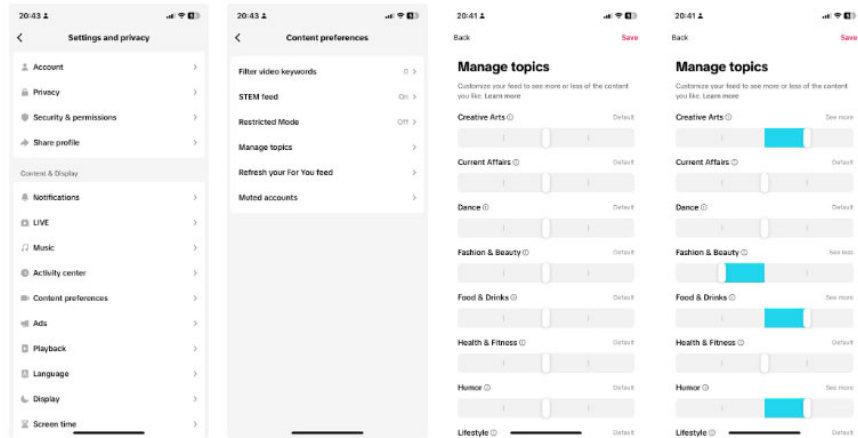 20:43
Settings and privacy
Account
Privacy
Security & permissions
Share profile
Content & Display
Notifications
LIVE
Music
Activity center
Content preferences
Ads
Playback
Language
Display
Screen time
20:43
Content preferences
Filter video keywords 0
STEM feed On
Restricted Mode Off
Manage topics
Refresh your For You feed
Muted accounts
20:41
Back Save
Manage topics
Customize your feed to see more or less of the content
you like. Learn more
Creative Arts Default
Current Affairs Default
Dance Default
Fashion & Beauty Default
Food & Drinks Default
Health & Fitness Default
Humor Default
Lifestyle Default
20:41
Back Save
Manage topics
Customize your feed to see more or less of the content
you like. Learn more
Creative Arts See more
Current Affairs Default
Dance Default
Fashion & Beauty See less
Food & Drinks See more
Health & Fitness Default
Humor See more
Lifestyle Default